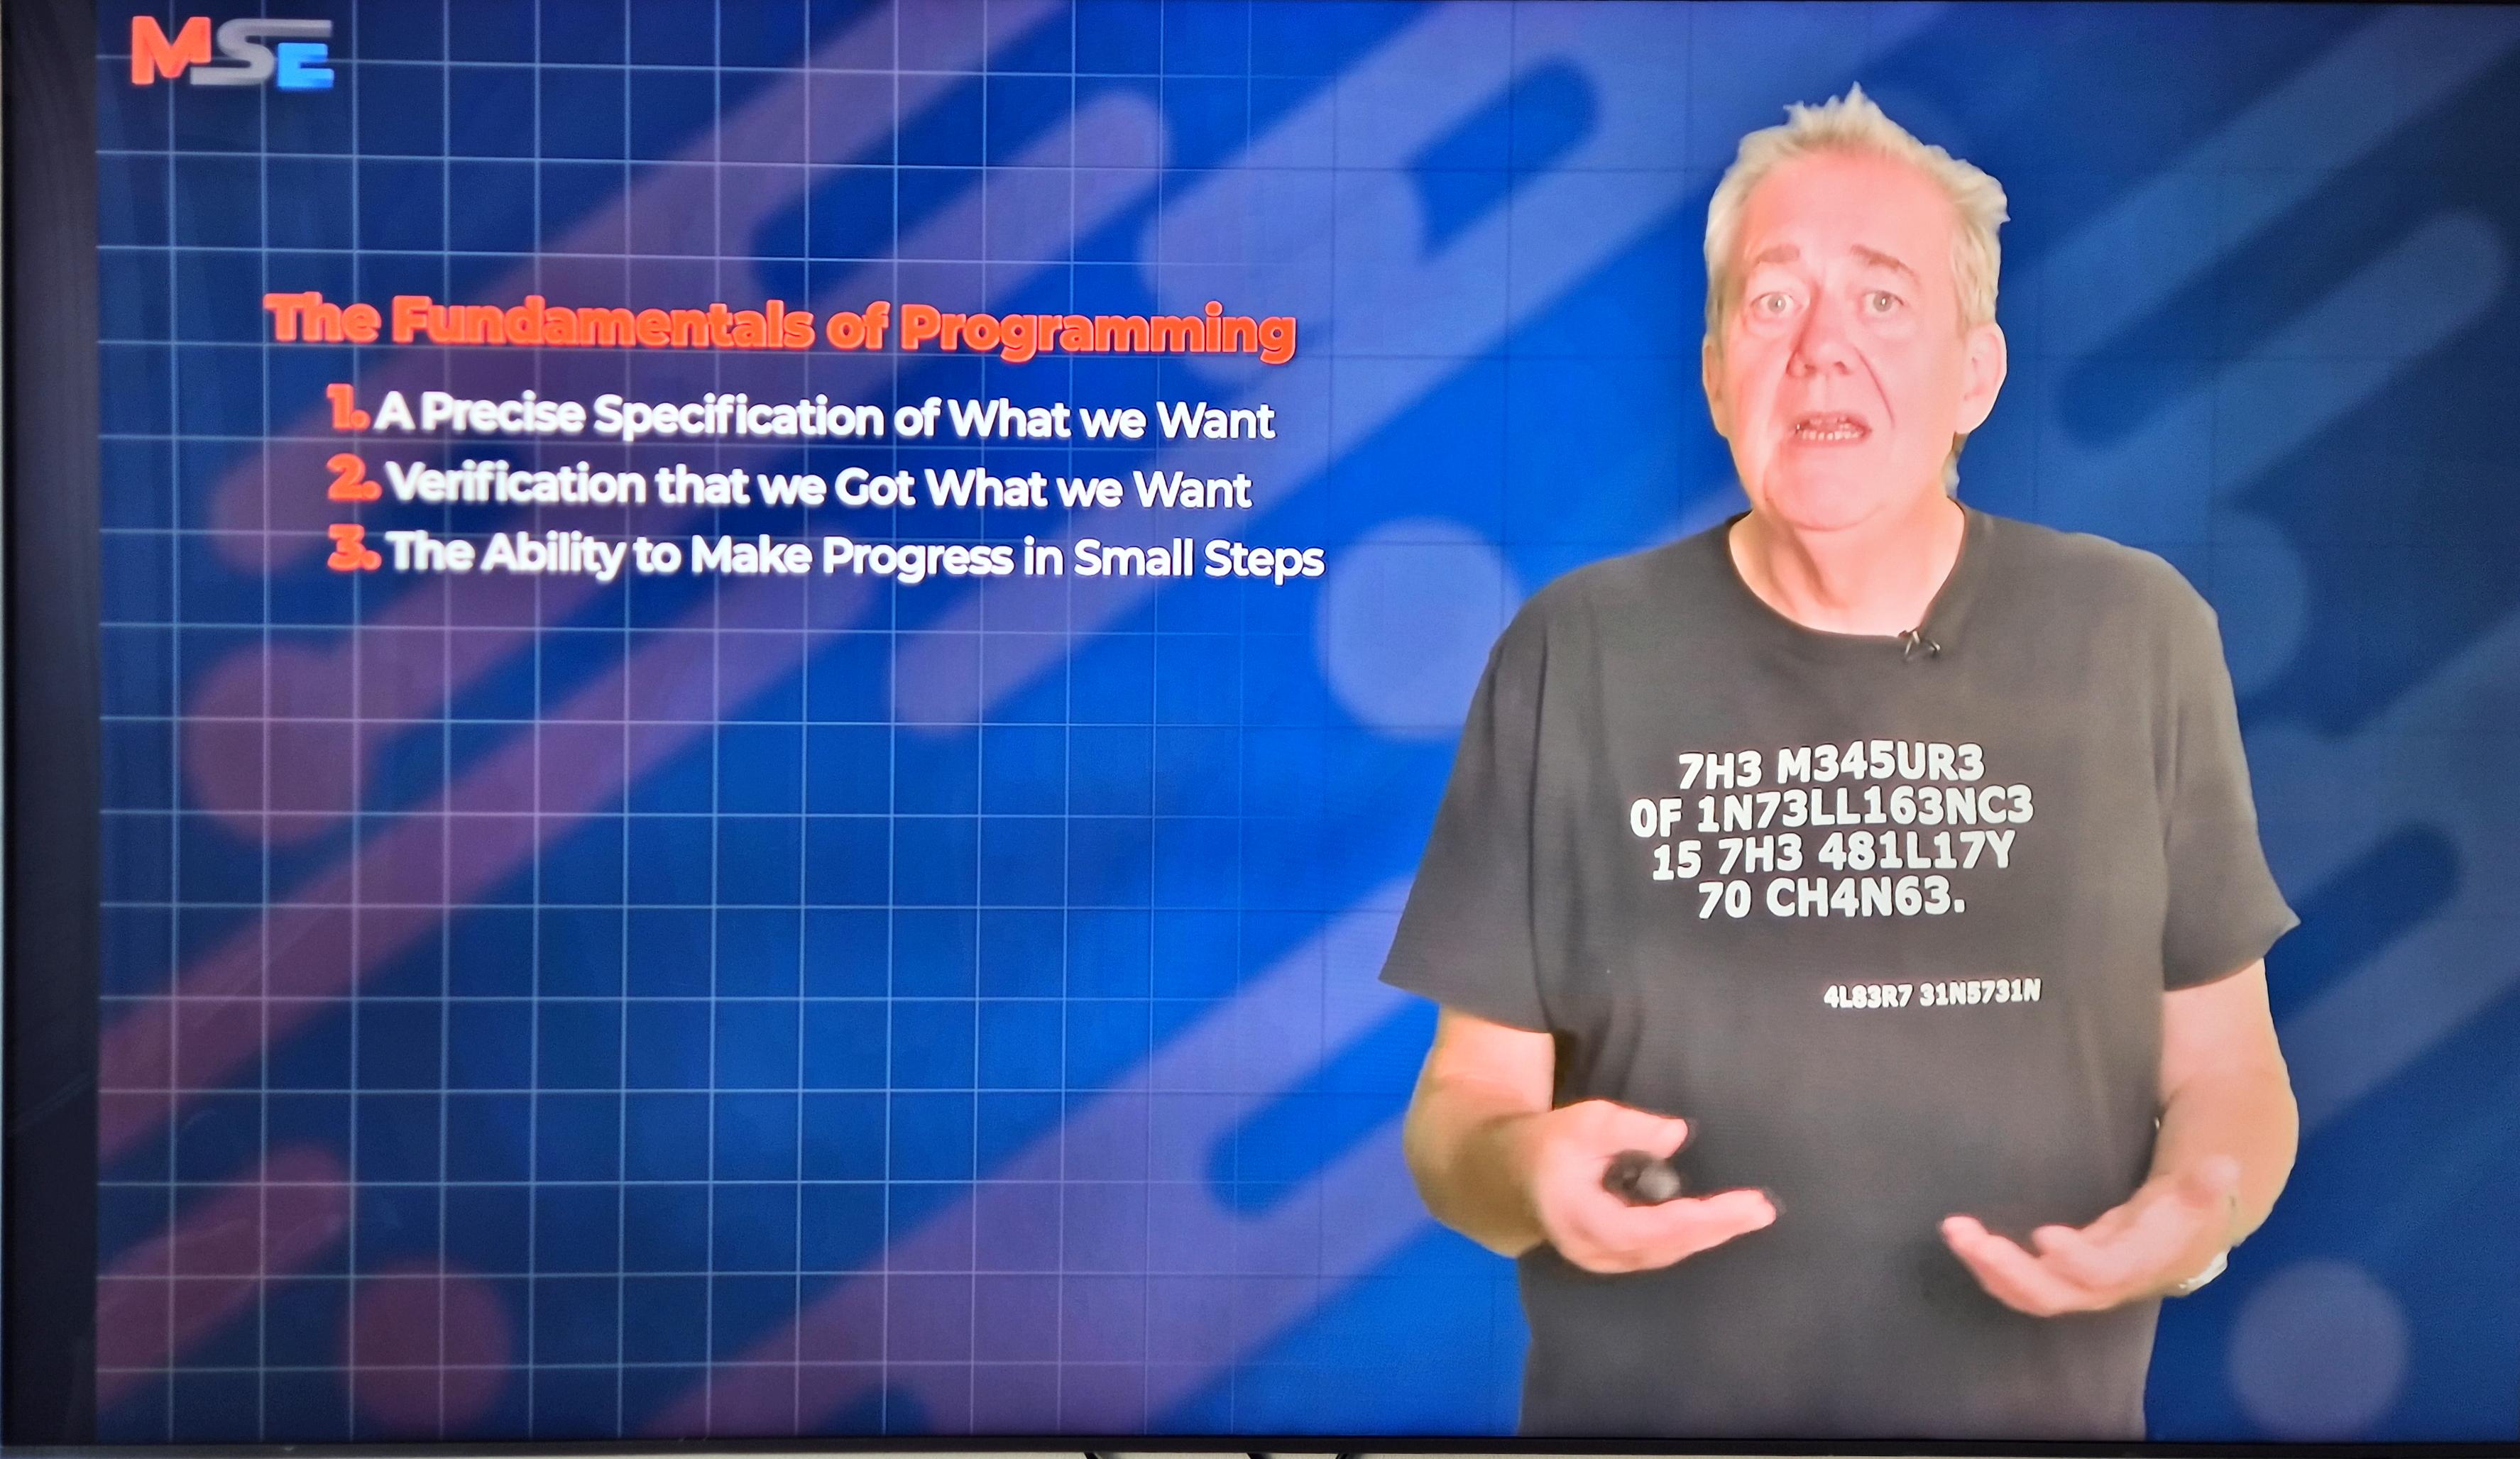 MSE
The Fundamentals of Programming
1. A Precise Specification of What we Want
2. Verification that we Got What we Want
3. The Ability to Make Progress in Small Steps
7H3 M345UR3
0F 1N73LL163NC3
15 7H3 481L17Y
70 CH4N63.
4L83R7 31N5731N